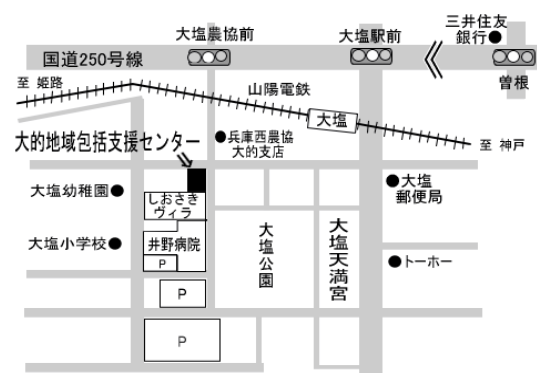 三井住友
銀行
大塩農協前
大塩駅前
国道250号線
曽根
至 姫路
山陽電鉄
大塩
至 神戸
大的地域包括支援センター
兵庫西農協
大的支店
大塩幼稚園
しおさき
ヴィラ
大塩
郵便局
大塩小学校
井野病院
P
大塩公園
大塩天満宮
トーホー
P
P